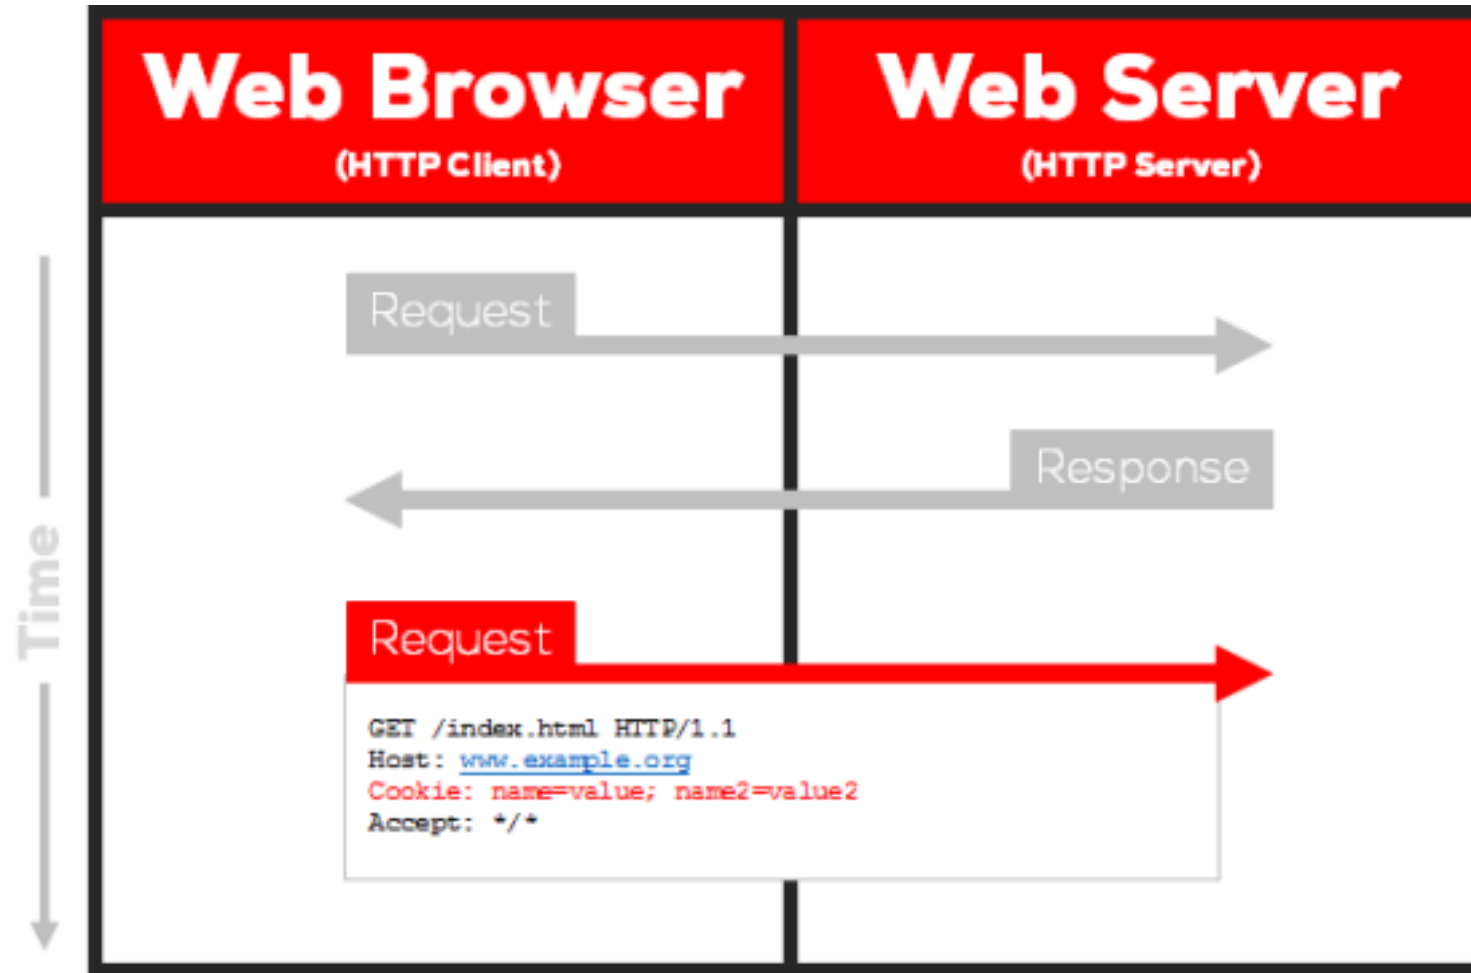 Web Browser
(HTTP Client)
Web Server
(HTTP Server)
Time
Request
Response
Request
GET /index.html HTTP/1.1
Host: www.example.org
Cookie: name=value; name2=value2
Accept: */*